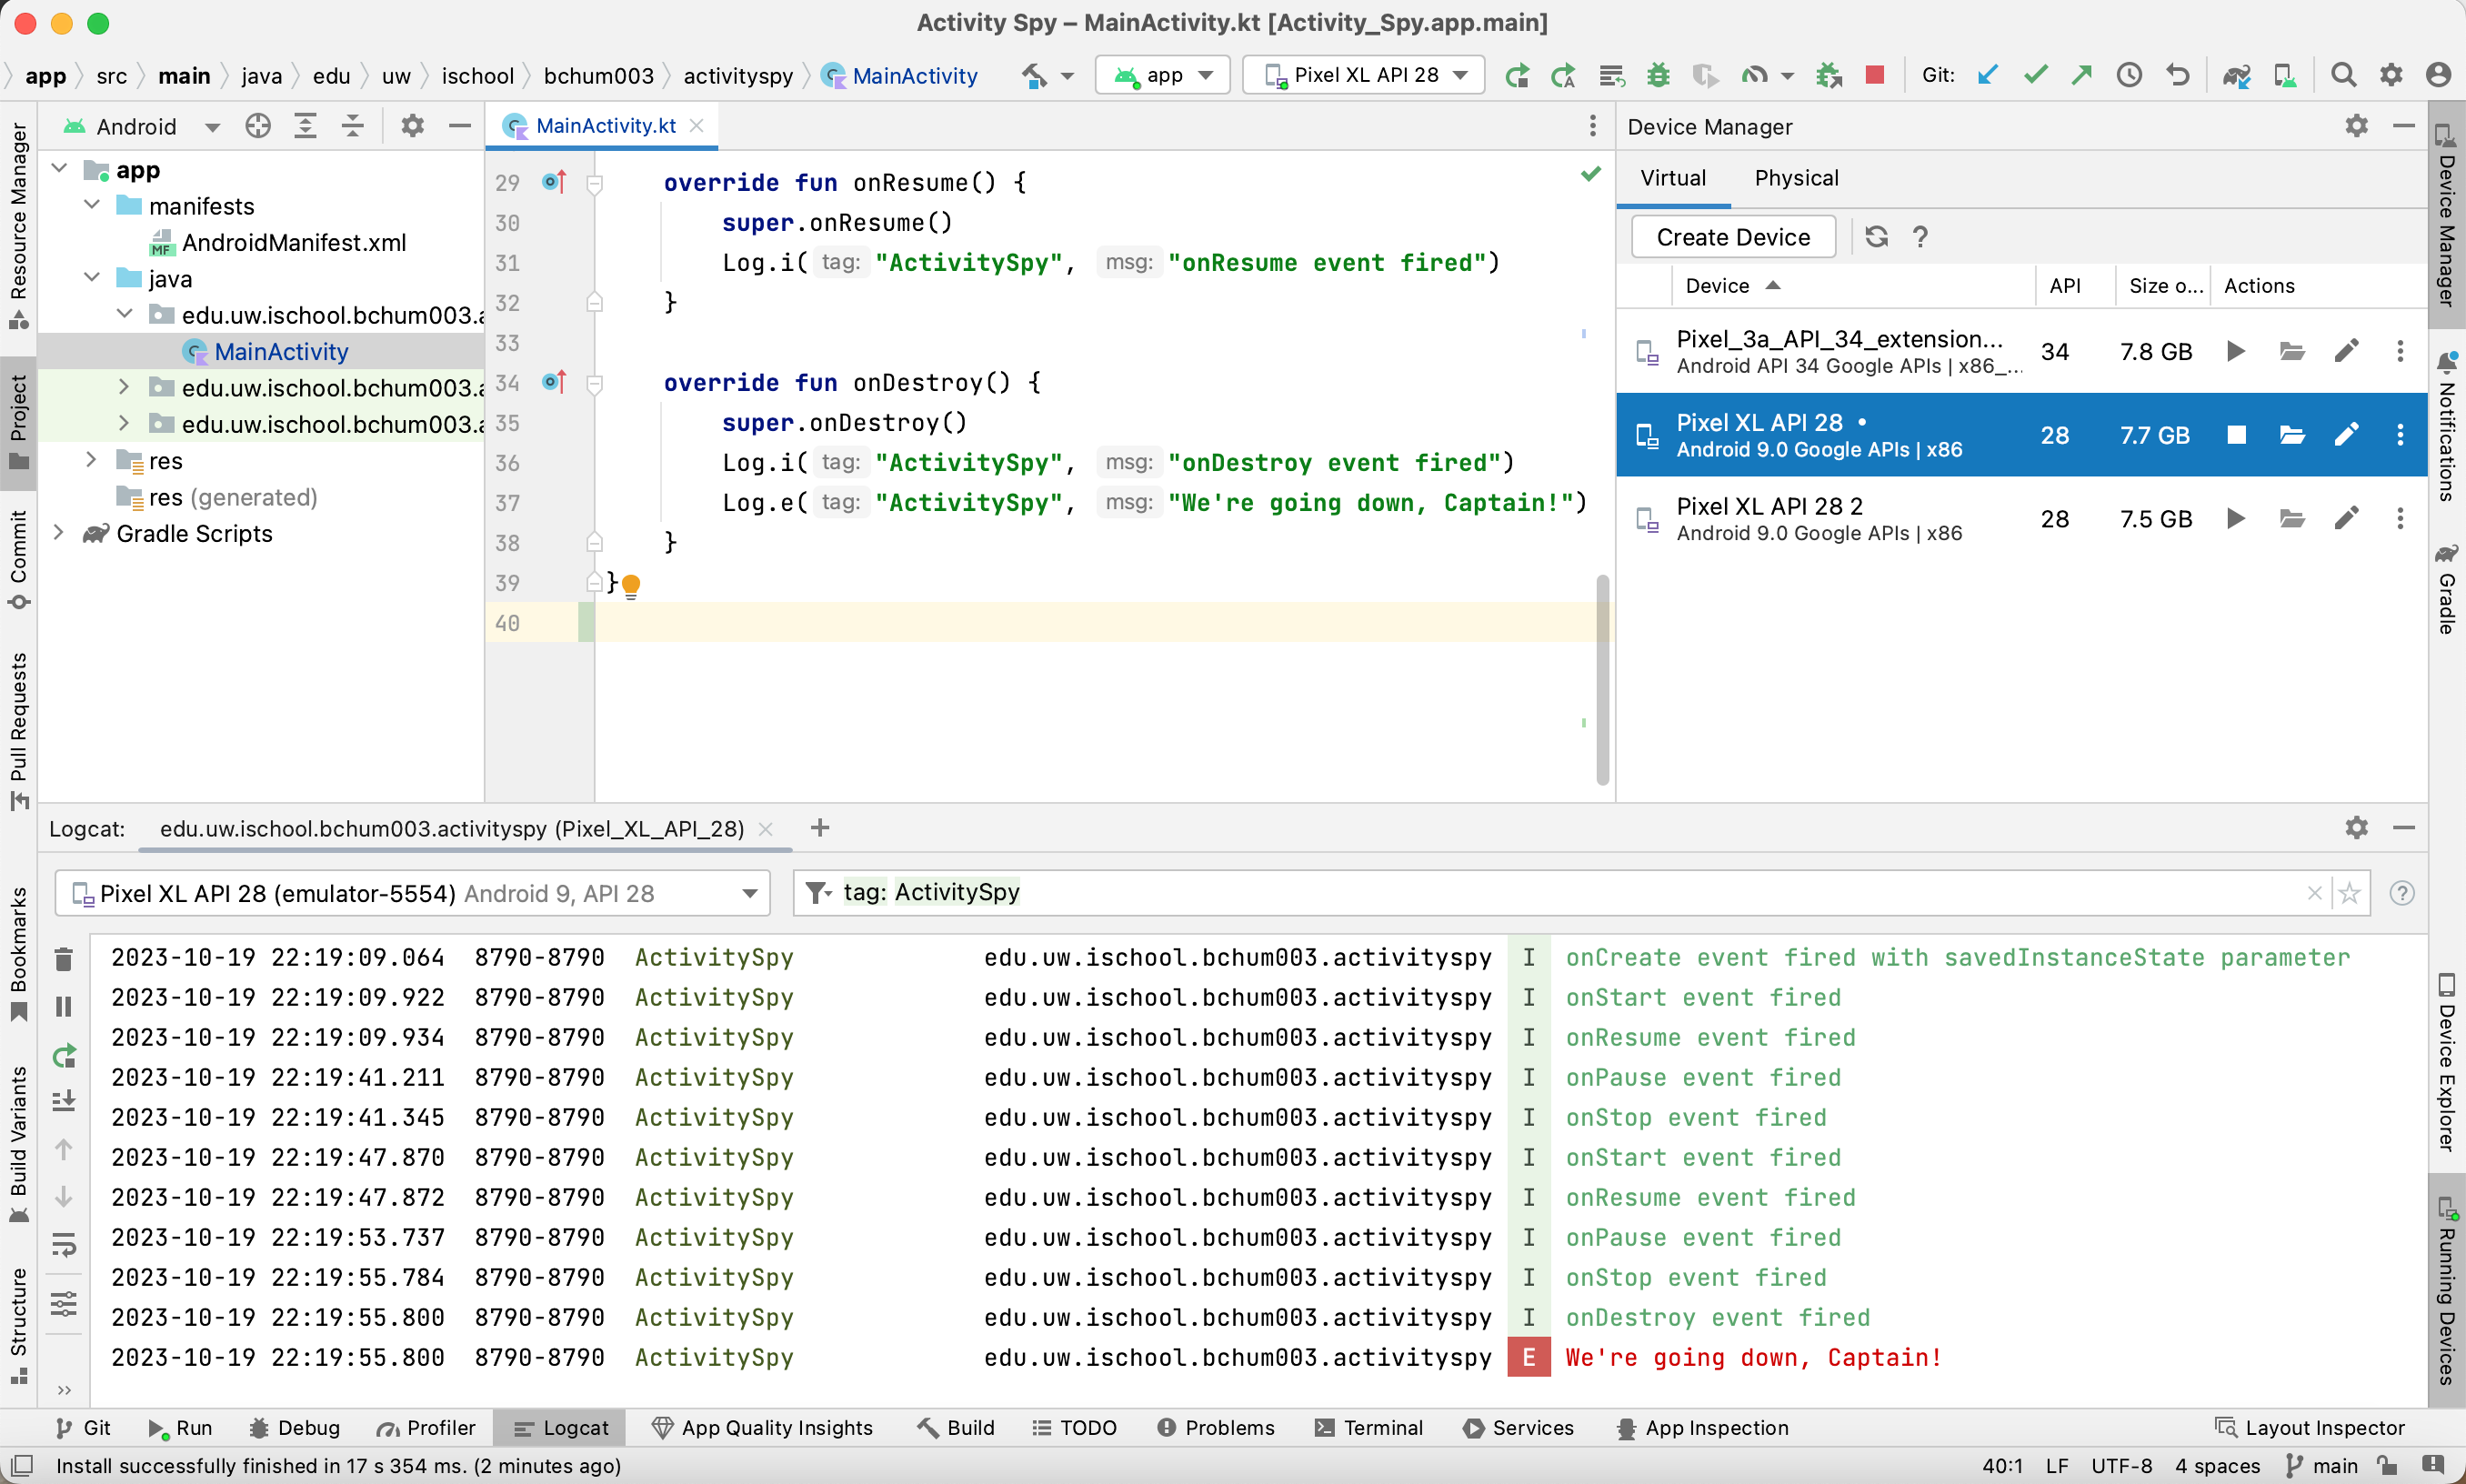 Activity Spy – MainActivity.kt [Activity_Spy.app.main]
app src main java edu uw ischool bchum003 activityspy MainActivity app Pixel XL API 28 Git:
Android
app
manifests
AndroidManifest.xml
java
edu.uw.ischool.bchum003.a
MainActivity
edu.uw.ischool.bchum003.a
edu.uw.ischool.bchum003.a
res
res (generated)
Gradle Scripts
Resource Manager
Project
Commit
Pull Requests
Bookmarks
Build Variants
Structure
MainActivity.kt
29 override fun onResume() {
30 super.onResume()
31 Log.i( tag: "ActivitySpy", msg: "onResume event fired")
32 }
33
34 override fun onDestroy() {
35 super.onDestroy()
36 Log.i( tag: "ActivitySpy", msg: "onDestroy event fired")
37 Log.e( tag: "ActivitySpy", msg: "We're going down, Captain!")
38 }
39 }
40
Device Manager
Virtual Physical
Create Device ?
Device API Size o... Actions
Pixel_3a_API_34_extension... 34 7.8 GB
Android API 34 Google APIs | x86_...
Pixel XL API 28 • 28 7.7 GB
Android 9.0 Google APIs | x86
Pixel XL API 28 2 28 7.5 GB
Android 9.0 Google APIs | x86
Device Manager
Notifications
Gradle
Device Explorer
Running Devices
Logcat: edu.uw.ischool.bchum003.activityspy (Pixel_XL_API_28)
Pixel XL API 28 (emulator-5554) Android 9, API 28 tag: ActivitySpy ?
2023-10-19 22:19:09.064 8790-8790 ActivitySpy edu.uw.ischool.bchum003.activityspy I onCreate event fired with savedInstanceState parameter
2023-10-19 22:19:09.922 8790-8790 ActivitySpy edu.uw.ischool.bchum003.activityspy I onStart event fired
2023-10-19 22:19:09.934 8790-8790 ActivitySpy edu.uw.ischool.bchum003.activityspy I onResume event fired
2023-10-19 22:19:41.211 8790-8790 ActivitySpy edu.uw.ischool.bchum003.activityspy I onPause event fired
2023-10-19 22:19:41.345 8790-8790 ActivitySpy edu.uw.ischool.bchum003.activityspy I onStop event fired
2023-10-19 22:19:47.870 8790-8790 ActivitySpy edu.uw.ischool.bchum003.activityspy I onStart event fired
2023-10-19 22:19:47.872 8790-8790 ActivitySpy edu.uw.ischool.bchum003.activityspy I onResume event fired
2023-10-19 22:19:53.737 8790-8790 ActivitySpy edu.uw.ischool.bchum003.activityspy I onPause event fired
2023-10-19 22:19:55.784 8790-8790 ActivitySpy edu.uw.ischool.bchum003.activityspy I onStop event fired
2023-10-19 22:19:55.800 8790-8790 ActivitySpy edu.uw.ischool.bchum003.activityspy I onDestroy event fired
2023-10-19 22:19:55.800 8790-8790 ActivitySpy edu.uw.ischool.bchum003.activityspy E We're going down, Captain!
Git Run Debug Profiler Logcat App Quality Insights Build TODO Problems Terminal Services App Inspection Layout Inspector
Install successfully finished in 17 s 354 ms. (2 minutes ago) 40:1 LF UTF-8 4 spaces main